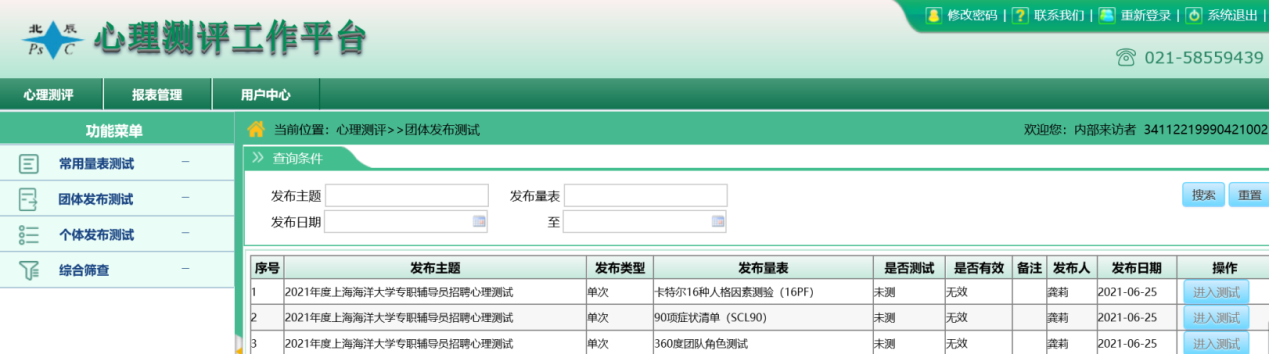 北 辰
Ps C
心理测评工作平台
修改密码 | 联系我们 | 重新登录 | 系统退出 |
021-58559439
心理测评 报表管理 用户中心
功能菜单
当前位置：心理测评>>团体发布测试
欢迎您：内部来访者 34112219990421002
常用量表测试
团体发布测试
个体发布测试
综合筛查
查询条件
发布主题 发布量表 搜索 重置
发布日期 至
序号 发布主题 发布类型 发布量表 是否测试 是否有效 备注 发布人 发布日期 操作
1 2021年度上海海洋大学专职辅导员招聘心理测试 单次 卡特尔16种人格因素测验（16PF） 未测 无效 龚莉 2021-06-25 进入测试
2 2021年度上海海洋大学专职辅导员招聘心理测试 单次 90项症状清单（SCL90） 未测 无效 龚莉 2021-06-25 进入测试
3 2021年度上海海洋大学专职辅导员招聘心理测试 单次 360度团队角色测试 未测 无效 龚莉 2021-06-25 进入测试